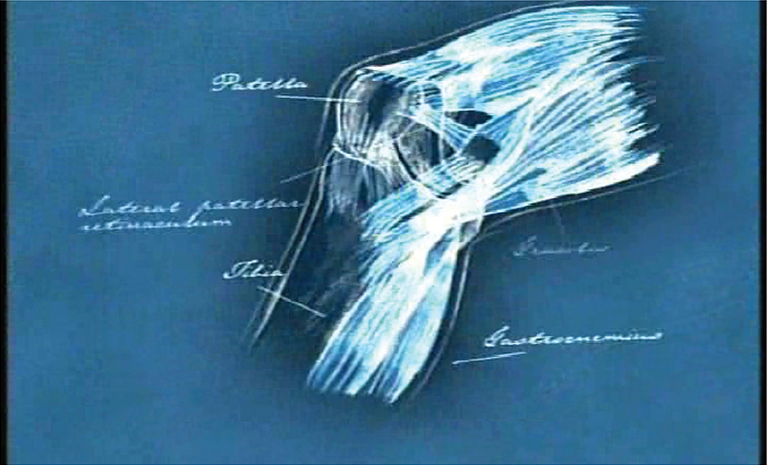 Patella
Lateral patellar
retinaculum
Tibia
Gastrocnemius